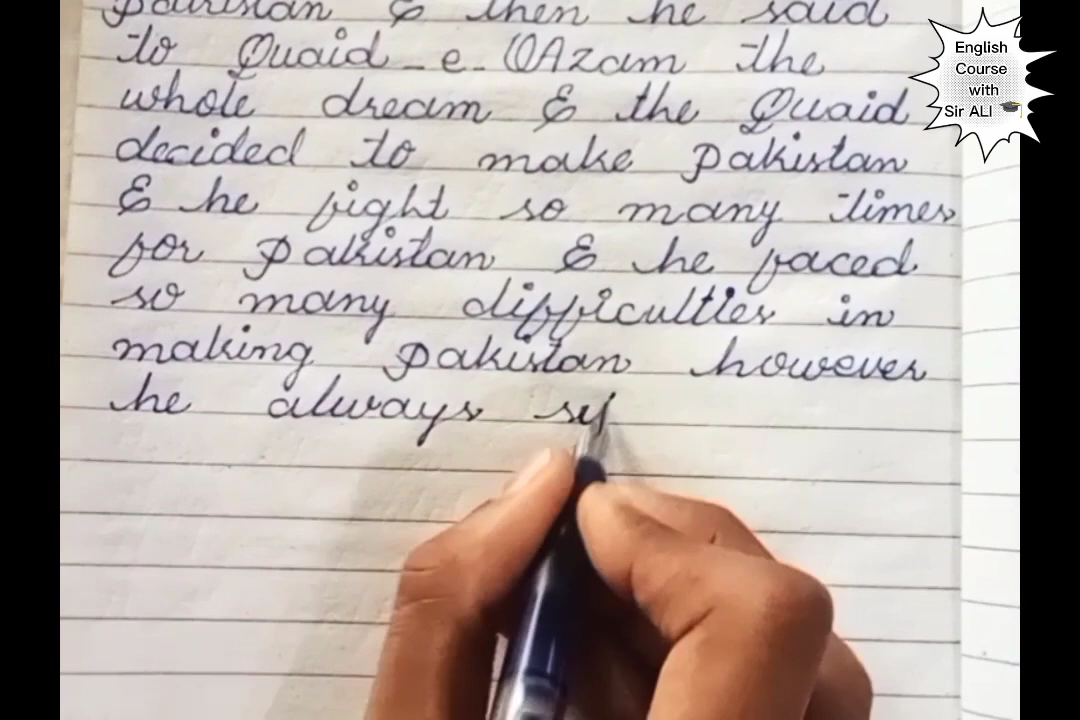 Pakistan & then he said
to Quaid-e-Azam the
whole dream & the Quaid
decided to make Pakistan
& he fight so many times
for Pakistan & he faced
so many difficulties in
making Pakistan however
he always
English
Course
with
Sir ALI 🎓